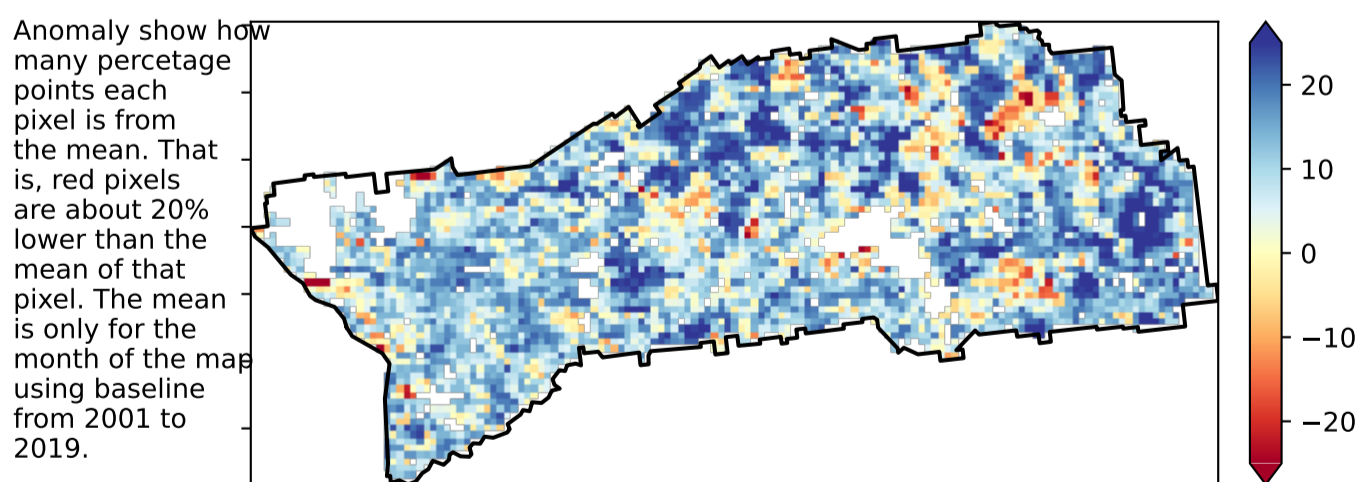 Anomaly show how
many percetage
points each
pixel is from
the mean. That
is, red pixels
are about 20%
lower than the
mean of that
pixel. The mean
is only for the
month of the map
using baseline
from 2001 to
2019.
20
10
0
−10
−20